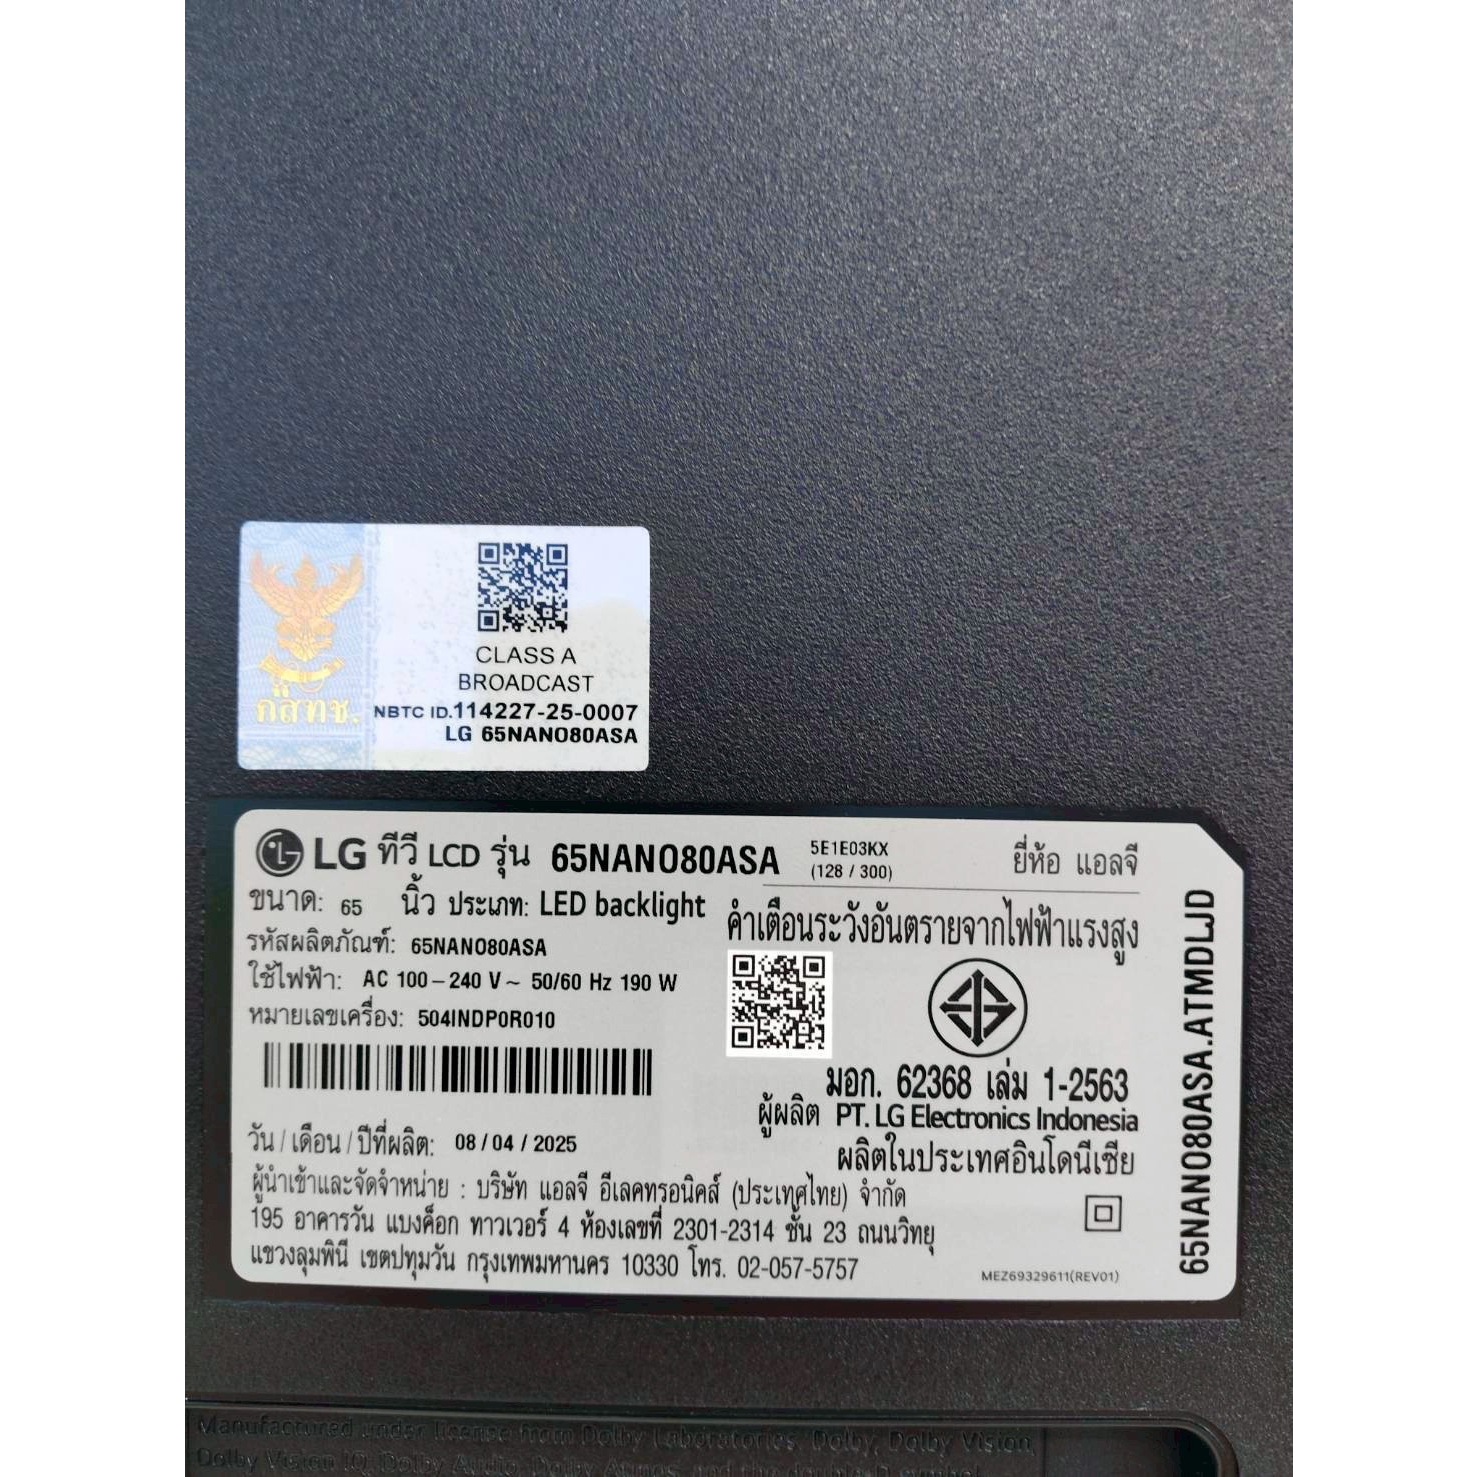 กสทช.
CLASS A
BROADCAST
NBTC ID.114227-25-0007
LG 65NANO80ASA
LG ทีวี LCD รุ่น 65NANO80ASA 5E1E03KX (128 / 300) ยี่ห้อ แอลจี
ขนาด: 65 นิ้ว ประเภท: LED backlight
คำเตือนระวังอันตรายจากไฟฟ้าแรงสูง
รหัสผลิตภัณฑ์: 65NANO80ASA
ใช้ไฟฟ้า: AC 100-240 V ~ 50/60 Hz 190 W
หมายเลขเครื่อง: 504INDP0R010
มอก. 62368 เล่ม 1-2563
ผู้ผลิต PT. LG Electronics Indonesia
ผลิตในประเทศอินโดนีเซีย
วัน / เดือน / ปีที่ผลิต: 08 / 04 / 2025
ผู้นำเข้าและจัดจำหน่าย : บริษัท แอลจี อีเลคทรอนิคส์ (ประเทศไทย) จำกัด
195 อาคารวัน แบงค็อก ทาวเวอร์ 4 ห้องเลขที่ 2301-2314 ชั้น 23 ถนนวิทยุ
แขวงลุมพินี เขตปทุมวัน กรุงเทพมหานคร 10330 โทร. 02-057-5757
MEZ69329611(REV01)
65NANO80ASA.ATMDLJD
Manufactured under license from Dolby Laboratories. Dolby, Dolby Vision,
Dolby Vision IQ, Dolby Audio, Dolby Atmos, and the double-D symbol